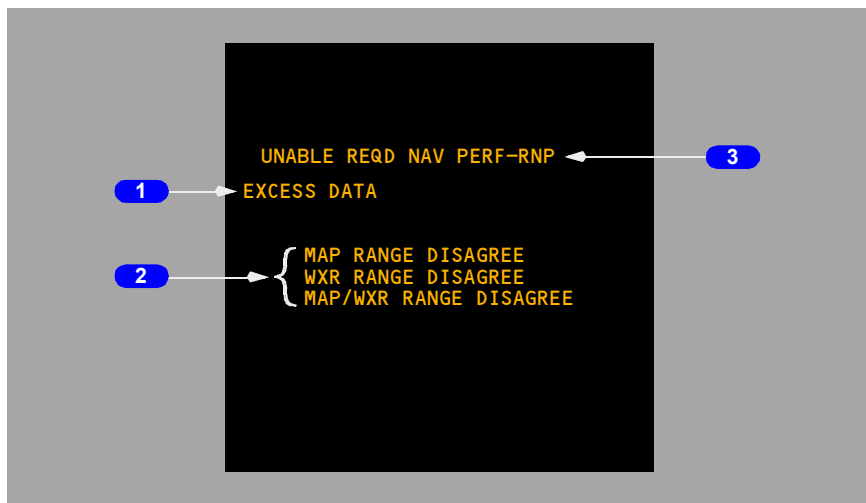 UNABLE REQD NAV PERF-RNP
3
1
EXCESS DATA
2
MAP RANGE DISAGREE
WXR RANGE DISAGREE
MAP/WXR RANGE DISAGREE